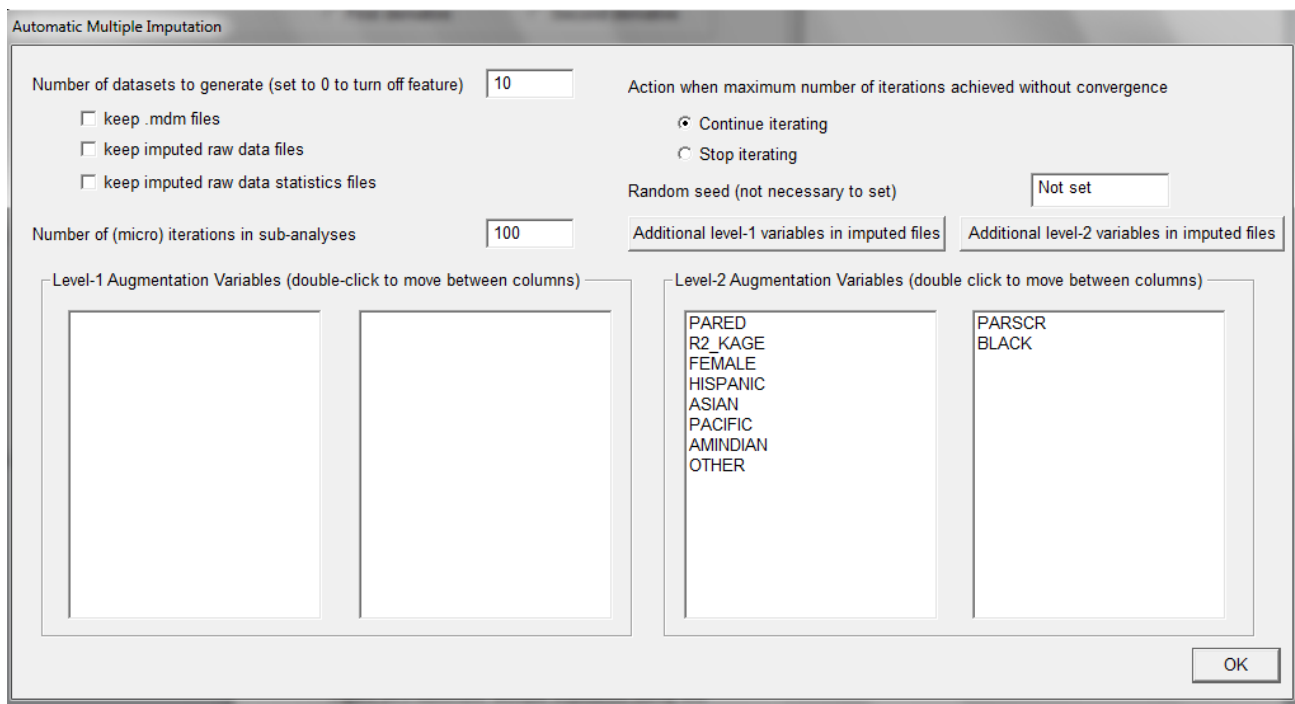 First derivative Second derivative
Automatic Multiple Imputation
Number of datasets to generate (set to 0 to turn off feature) 10
keep .mdm files
keep imputed raw data files
keep imputed raw data statistics files
Number of (micro) iterations in sub-analyses 100
Action when maximum number of iterations achieved without convergence
Continue iterating
Stop iterating
Random seed (not necessary to set) Not set
Additional level-1 variables in imputed files
Additional level-2 variables in imputed files
Level-1 Augmentation Variables (double-click to move between columns)
Level-2 Augmentation Variables (double click to move between columns)
PARED
R2_KAGE
FEMALE
HISPANIC
ASIAN
PACIFIC
AMINDIAN
OTHER
PARSCR
BLACK
OK